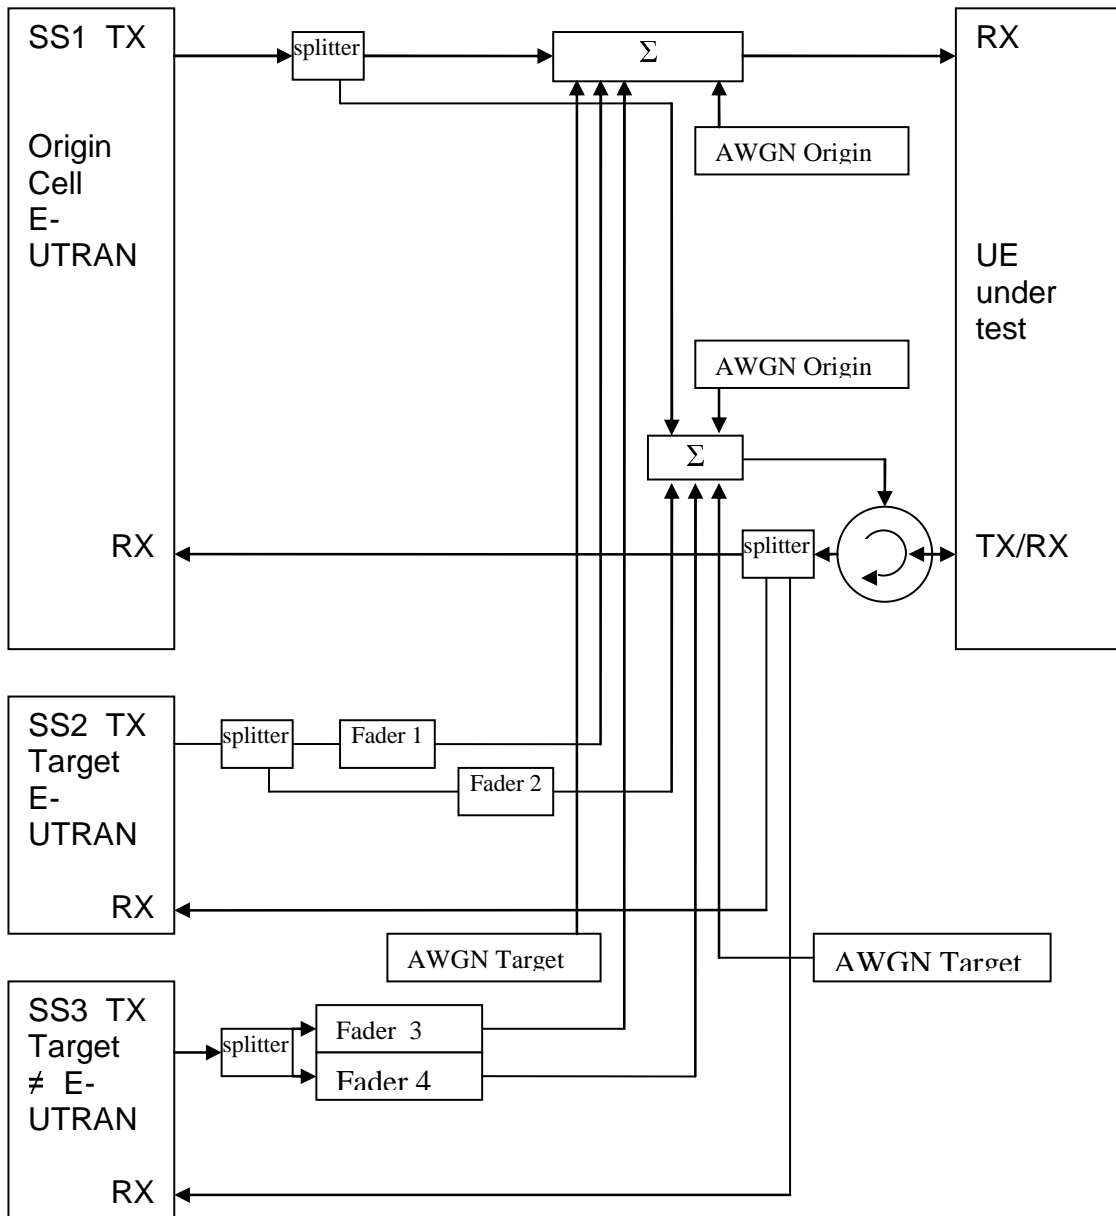 SS1 TX
splitter
Σ
RX
Origin
Cell
E-
UTRAN
AWGN Origin
UE
under
test
AWGN Origin
Σ
RX
splitter
TX/RX
SS2 TX
Target
E-
UTRAN
splitter
Fader 1
Fader 2
RX
AWGN Target
AWGN Target
SS3 TX
Target
≠ E-
UTRAN
splitter
Fader 3
Fader 4
RX